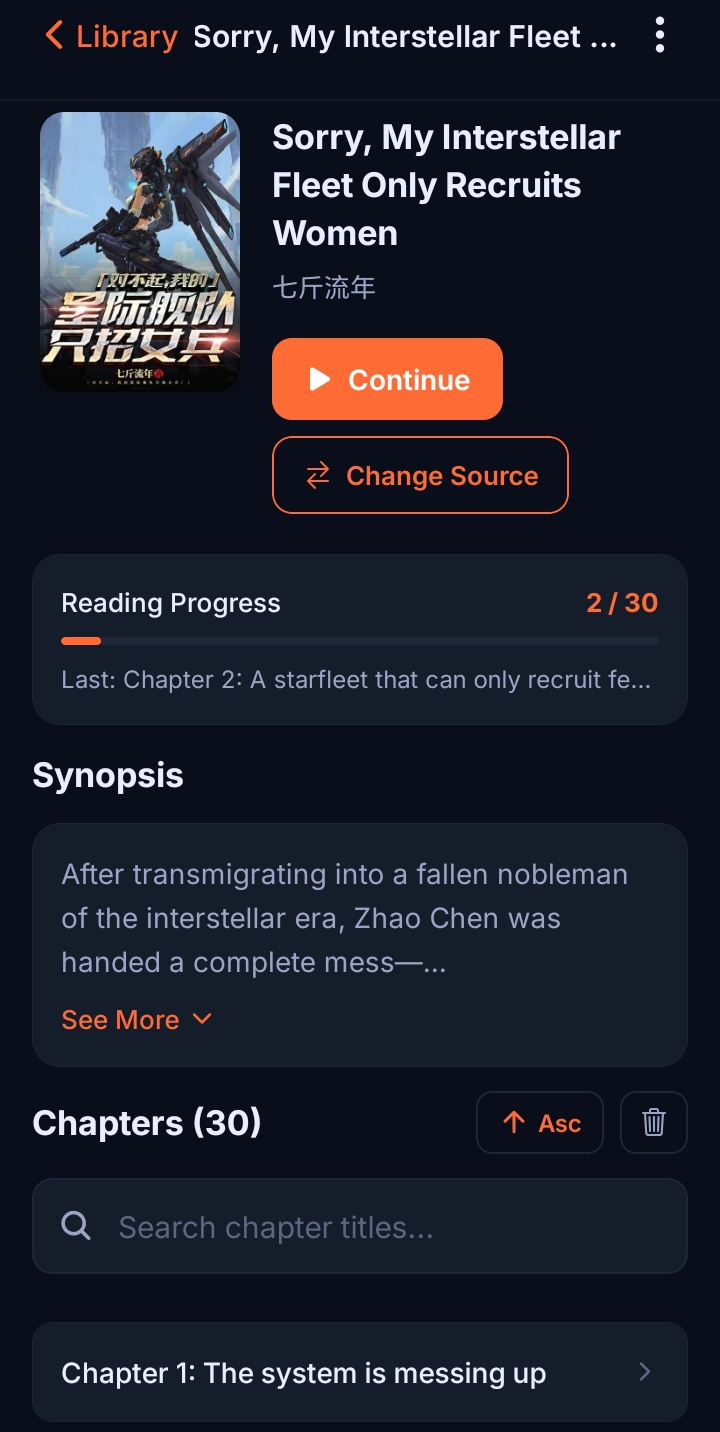 Library Sorry, My Interstellar Fleet ...
Sorry, My Interstellar
Fleet Only Recruits
Women
七斤流年
「对不起,我的」
星际舰队
只招女兵
七斤流年
Continue
Change Source
Reading Progress 2 / 30
Last: Chapter 2: A starfleet that can only recruit fe...
Synopsis
After transmigrating into a fallen nobleman
of the interstellar era, Zhao Chen was
handed a complete mess—...
See More
Chapters (30) Asc
Search chapter titles...
Chapter 1: The system is messing up